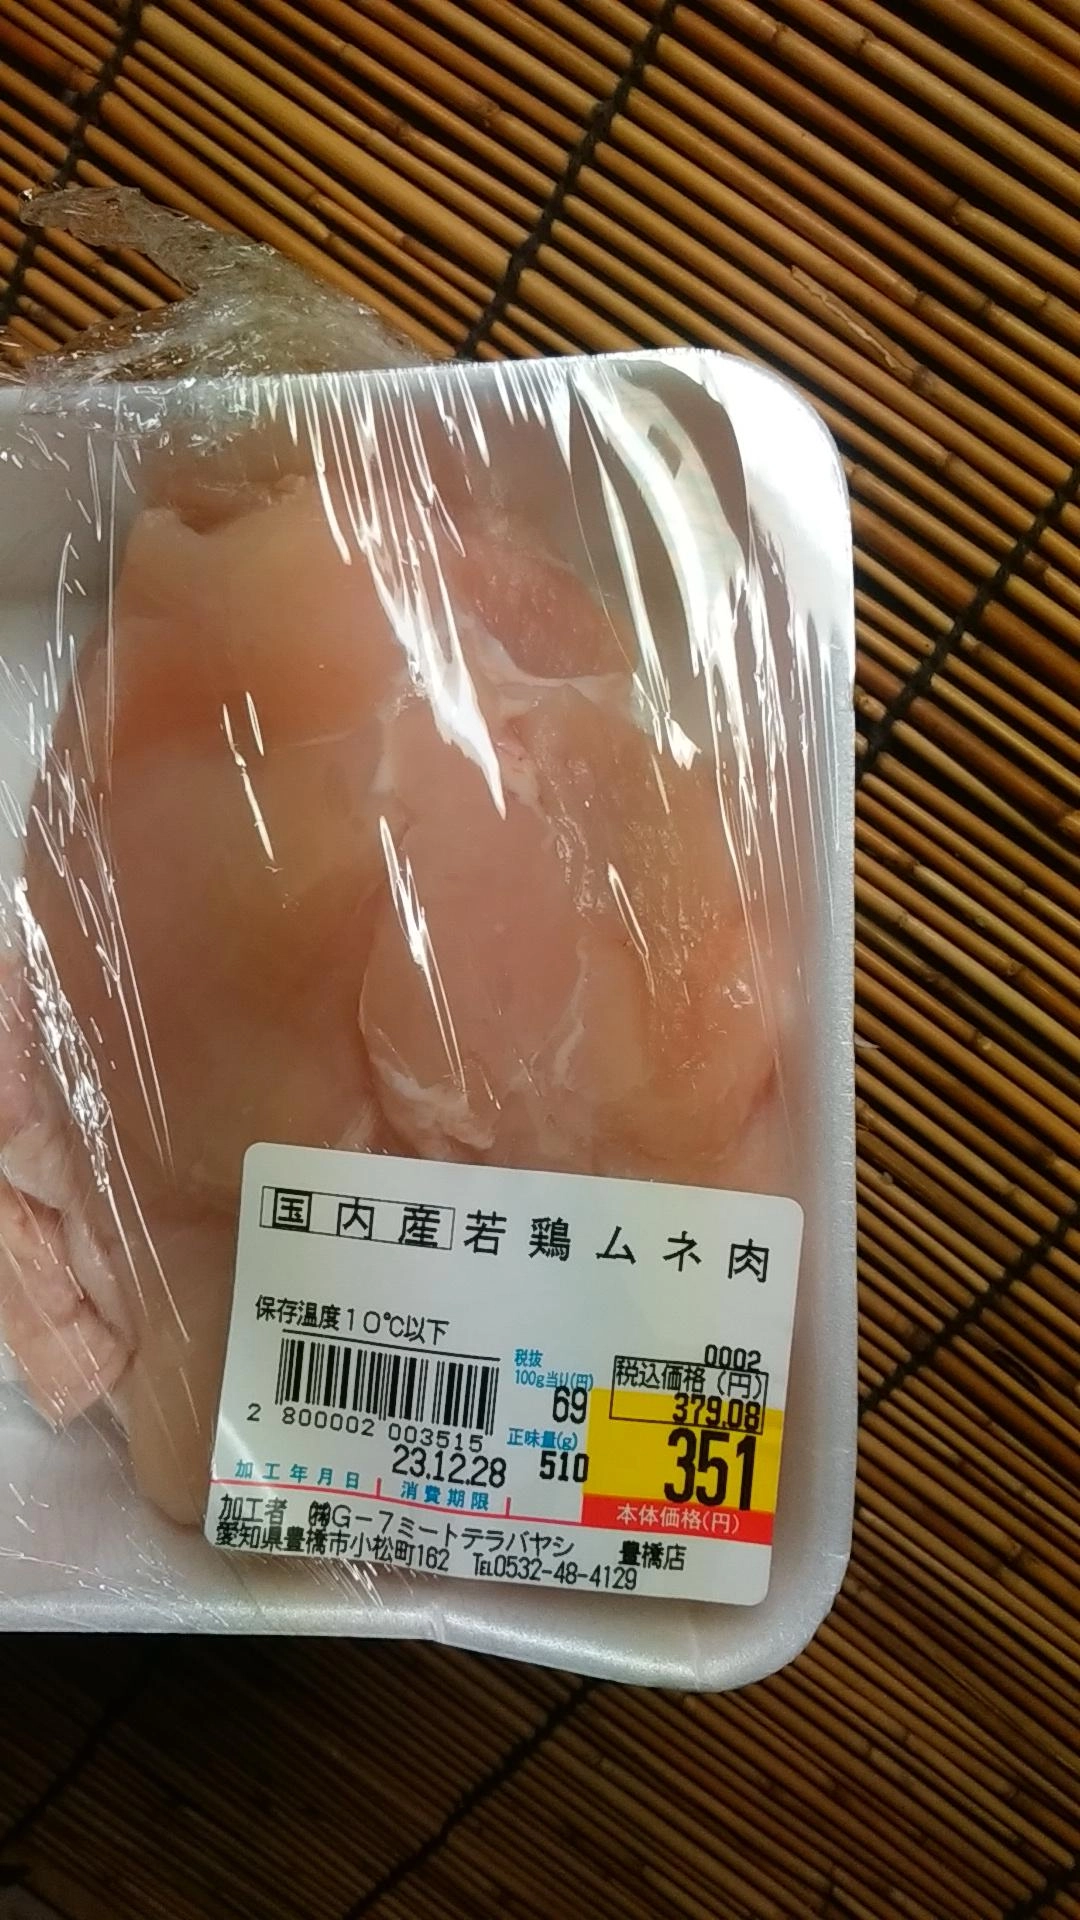 国内産若鶏ムネ肉
保存温度10℃以下
0002
税抜
100g当り(円)
69
税込価格(円)
379.08
2 800002 003515
正味量(g)
510
351
23.12.28
加工年月日
消費期限
本体価格(円)
加工者 ㈱G-7ミートテラバヤシ 豊橋店
愛知県豊橋市小松町162 TEL0532-48-4129